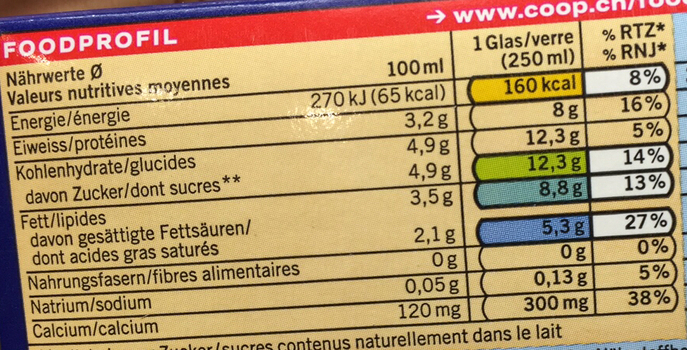 → www.coop.ch/
FOODPROFIL
Nährwerte Ø
Valeurs nutritives moyennes 100 ml 1 Glas/verre (250 ml) % RTZ* % RNJ*
Energie/énergie 270 kJ (65 kcal) 160 kcal 8%
Eiweiss/protéines 3,2 g 8 g 16%
Kohlenhydrate/glucides 4,9 g 12,3 g 5%
davon Zucker/dont sucres** 4,9 g 12,3 g 14%
Fett/lipides 3,5 g 8,8 g 13%
davon gesättigte Fettsäuren/
dont acides gras saturés 2,1 g 5,3 g 27%
Nahrungsfasern/fibres alimentaires 0 g 0 g 0%
Natrium/sodium 0,05 g 0,13 g 5%
Calcium/calcium 120 mg 300 mg 38%
Zucker/sucres contenus naturellement dans le lait